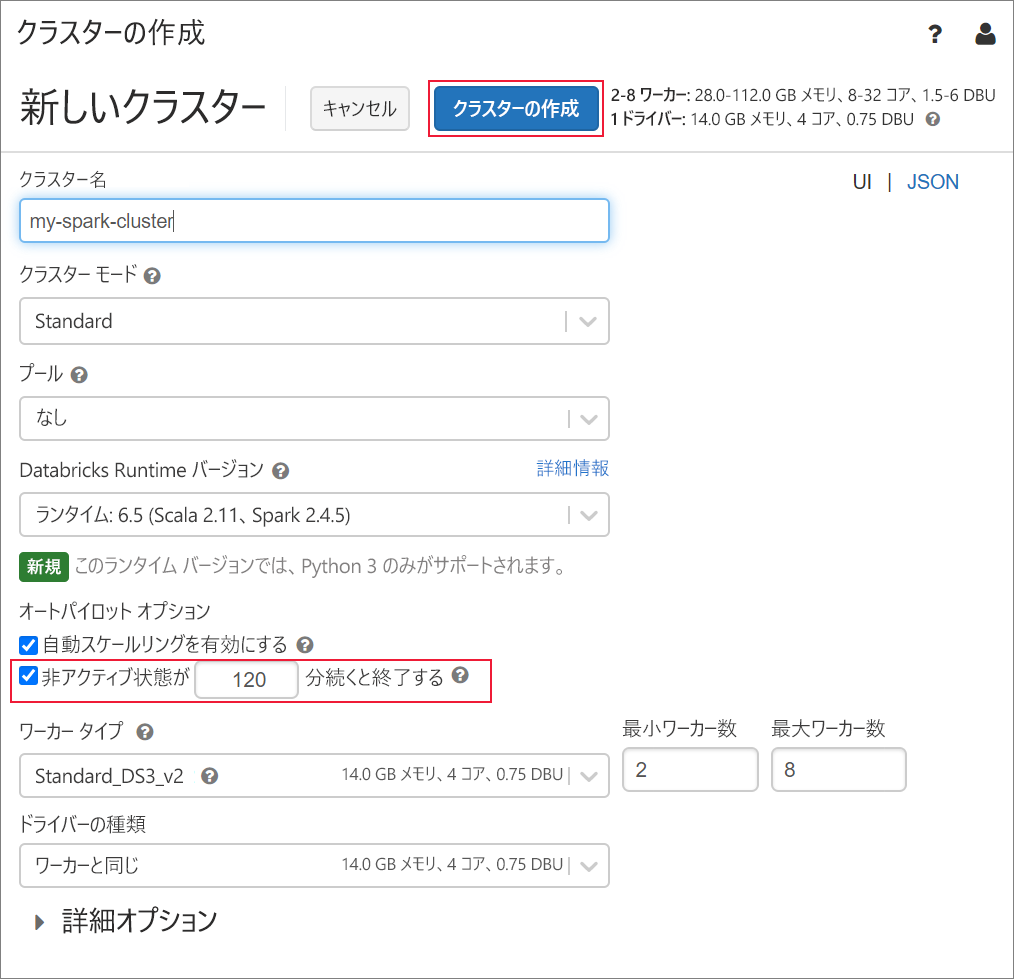 クラスターの作成
?
新しいクラスター
キャンセル
クラスターの作成
2-8 ワーカー: 28.0-112.0 GB メモリ、8-32 コア、1.5-6 DBU
1 ドライバー: 14.0 GB メモリ、4 コア、0.75 DBU ?
クラスター名
UI | JSON
my-spark-cluster
クラスター モード ?
Standard
プール ?
なし
Databricks Runtime バージョン ? 詳細情報
ランタイム: 6.5 (Scala 2.11、Spark 2.4.5)
新規 このランタイム バージョンでは、Python 3 のみがサポートされます。
オートパイロット オプション
自動スケールリングを有効にする ?
非アクティブ状態が 120 分続くと終了する ?
ワーカー タイプ ? 最小ワーカー数 最大ワーカー数
Standard_DS3_v2 ? 14.0 GB メモリ、4 コア、0.75 DBU 2 8
ドライバーの種類
ワーカーと同じ 14.0 GB メモリ、4 コア、0.75 DBU
詳細オプション